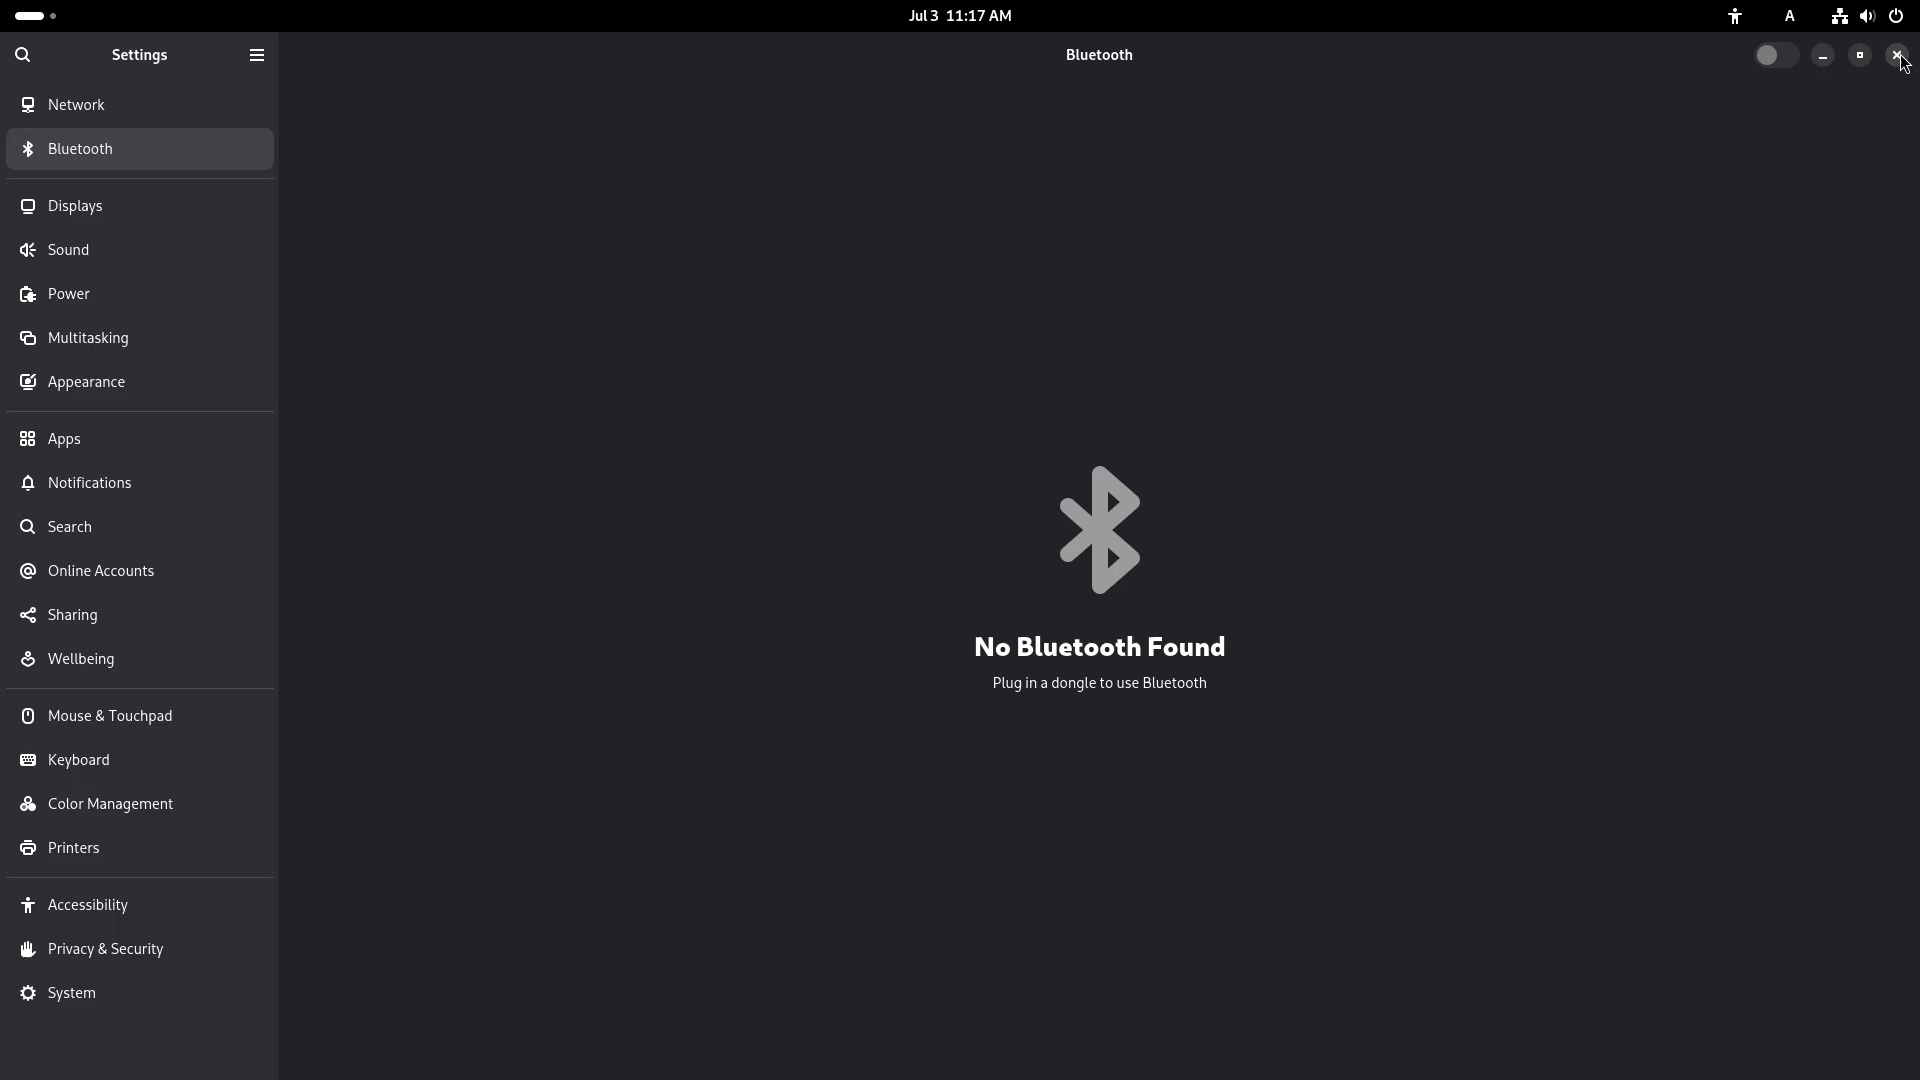 Jul 3 11:17 AM
A
Settings
Bluetooth
Network
Bluetooth
Displays
Sound
Power
Multitasking
Appearance
Apps
Notifications
Search
Online Accounts
Sharing
Wellbeing
Mouse & Touchpad
Keyboard
Color Management
Printers
Accessibility
Privacy & Security
System
No Bluetooth Found
Plug in a dongle to use Bluetooth